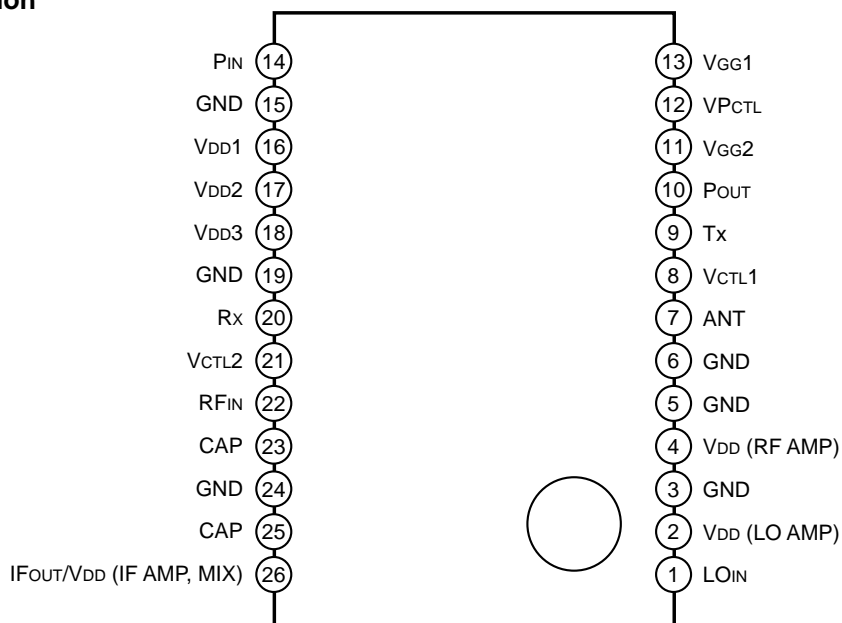 PIN 14 13 VGG1
GND 15 12 VPCTL
VDD1 16 11 VGG2
VDD2 17 10 POUT
VDD3 18 9 Tx
GND 19 8 VCTL1
RX 20 7 ANT
VCTL2 21 6 GND
RFIN 22 5 GND
CAP 23 4 VDD (RF AMP)
GND 24 3 GND
CAP 25 2 VDD (LO AMP)
IFOUT/VDD (IF AMP, MIX) 26 1 LOIN